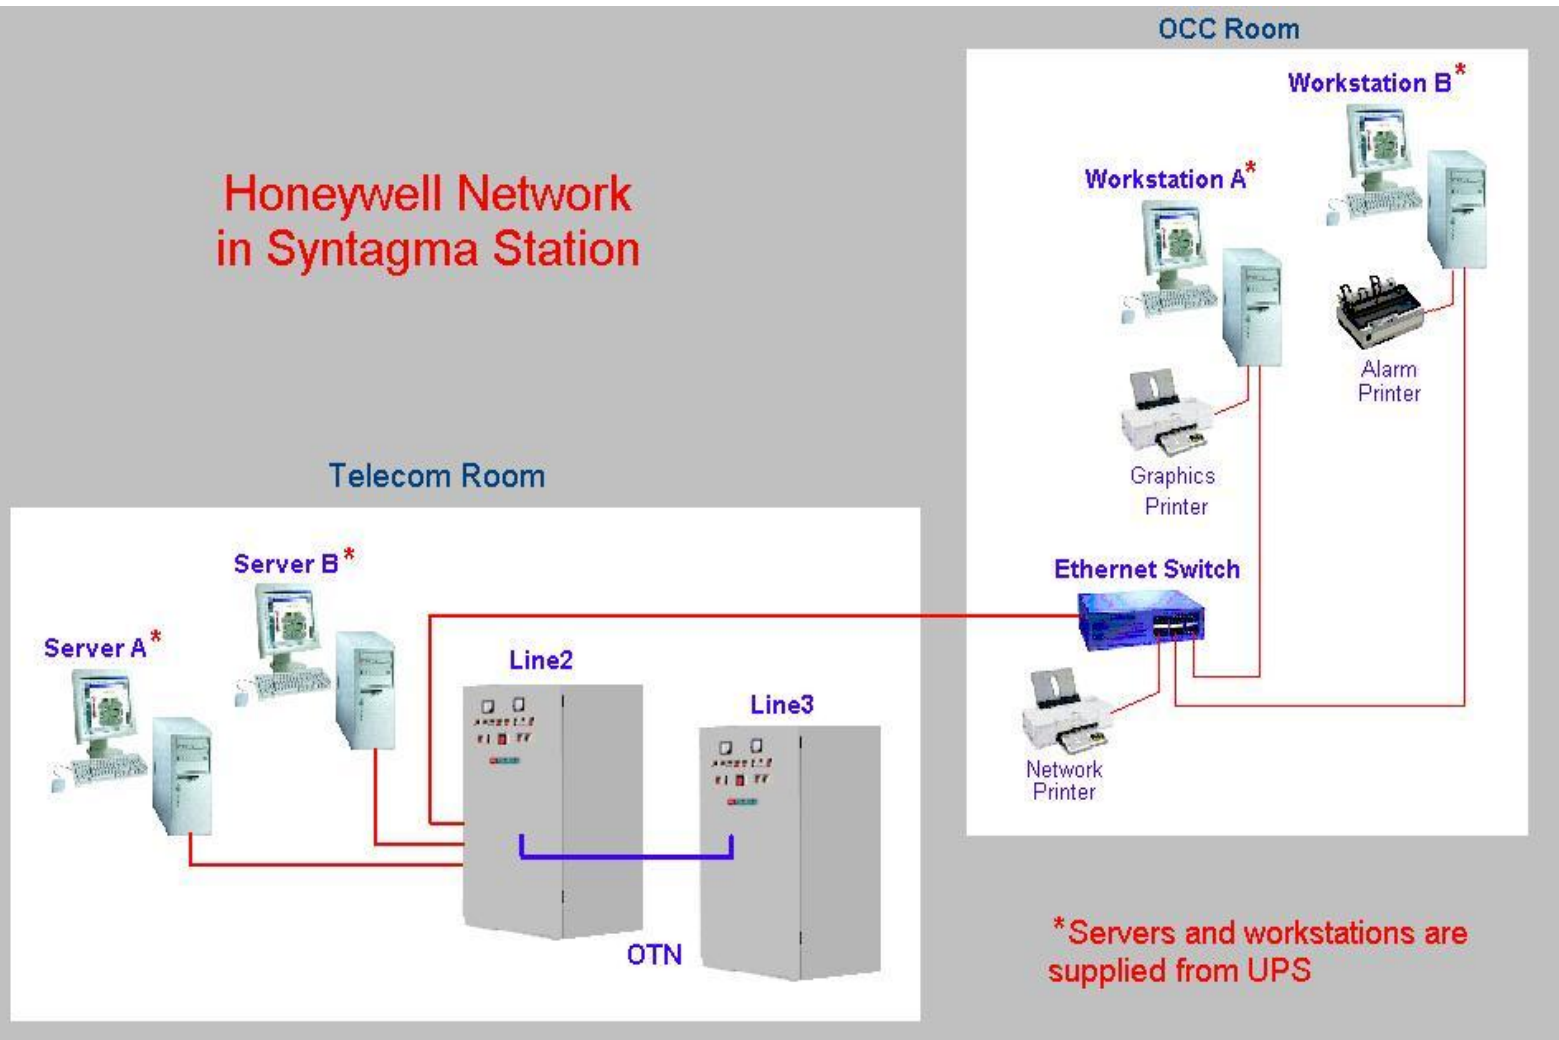 OCC Room
Workstation B*
Workstation A*
Honeywell Network
in Syntagma Station
Alarm
Printer
Graphics
Printer
Telecom Room
Server B*
Ethernet Switch
Server A*
Line2
Line3
Network
Printer
OTN
*Servers and workstations are
supplied from UPS